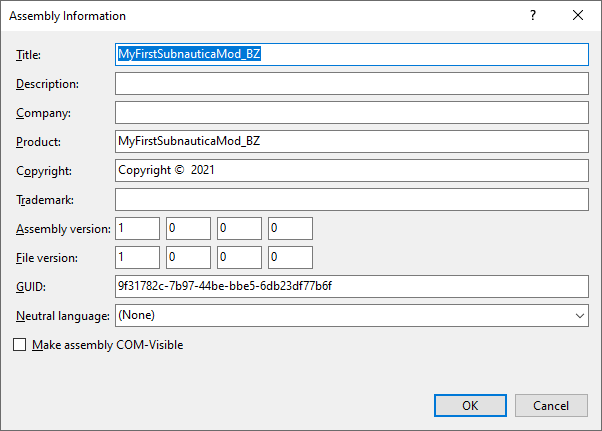 Assembly Information
?
Title: MyFirstSubnauticaMod_BZ
Description:
Company:
Product: MyFirstSubnauticaMod_BZ
Copyright: Copyright ©  2021
Trademark:
Assembly version: 1 0 0 0
File version: 1 0 0 0
GUID: 9f31782c-7b97-44be-bbe5-6db23df77b6f
Neutral language: (None)
Make assembly COM-Visible
OK Cancel